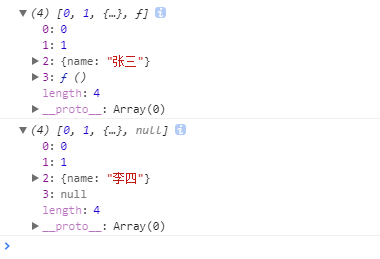 ▼ (4) [0, 1, {…}, ƒ] i
0: 0
1: 1
▶ 2: {name: "张三"}
▶ 3: ƒ ()
length: 4
▶ __proto__: Array(0)
▼ (4) [0, 1, {…}, null] i
0: 0
1: 1
▶ 2: {name: "李四"}
3: null
length: 4
▶ __proto__: Array(0)
>